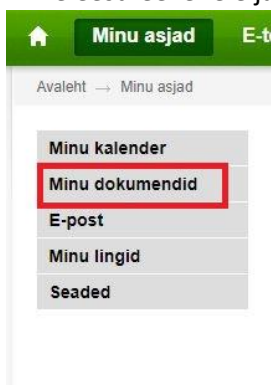 Minu asjad
Avaleht → Minu asjad
Minu kalender
Minu dokumendid
E-post
Minu lingid
Seaded